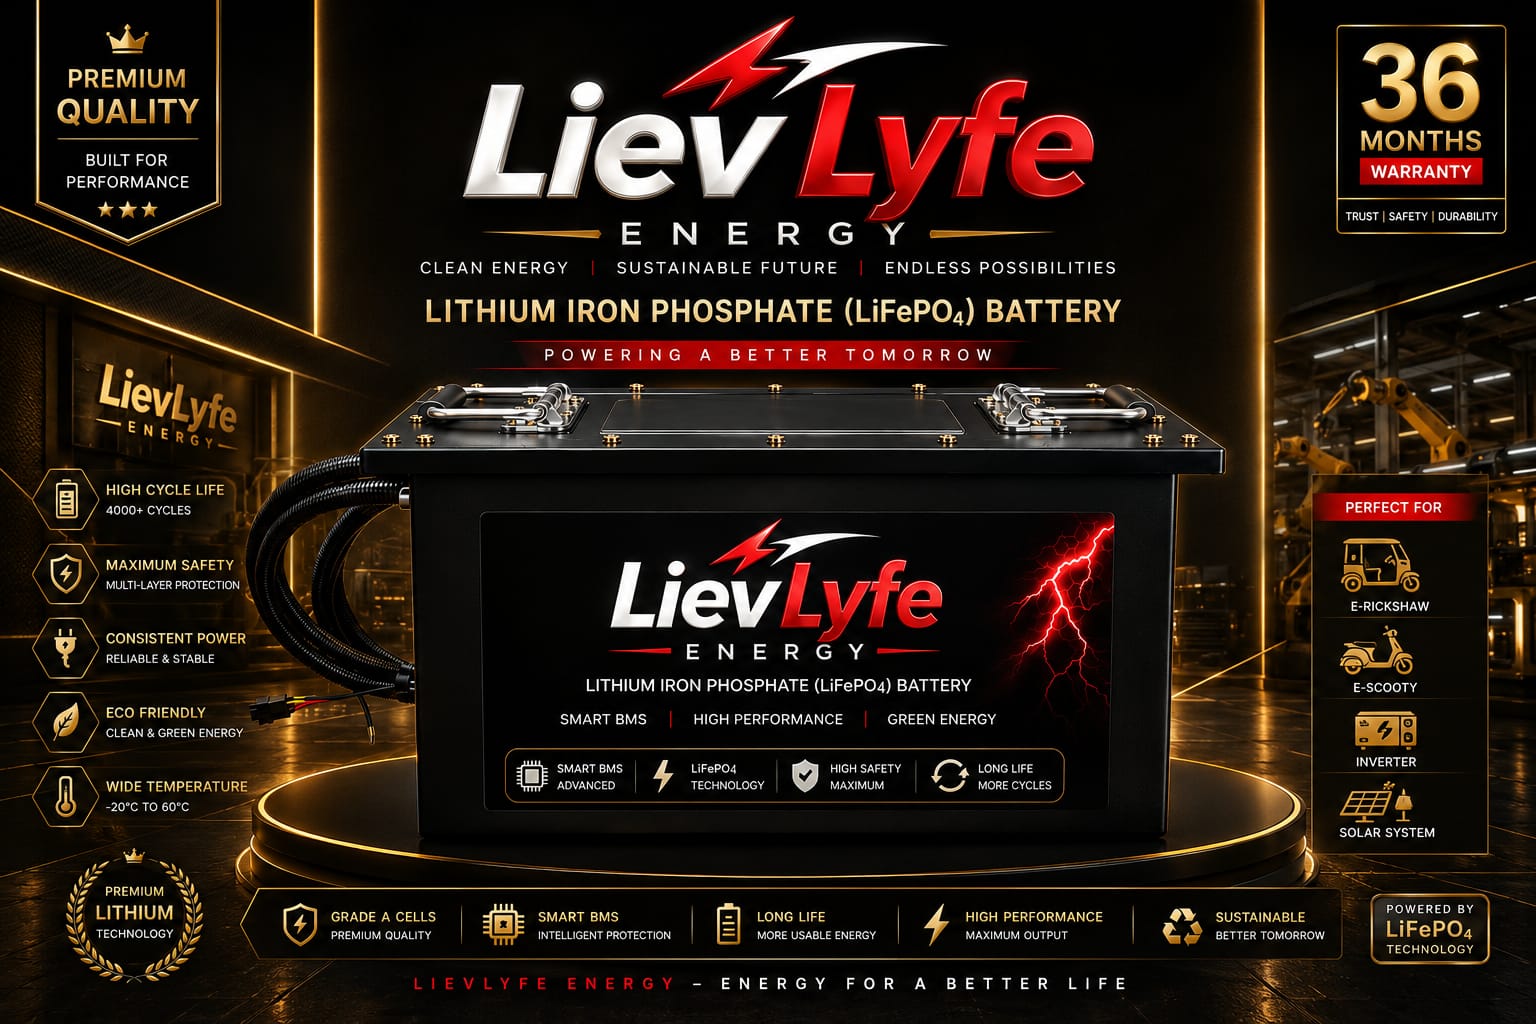 PREMIUM
QUALITY
BUILT FOR
PERFORMANCE
LievLyfe
ENERGY
CLEAN ENERGY | SUSTAINABLE FUTURE | ENDLESS POSSIBILITIES
LITHIUM IRON PHOSPHATE (LiFePO₄) BATTERY
POWERING A BETTER TOMORROW
36
MONTHS
WARRANTY
TRUST | SAFETY | DURABILITY
LievLyfe
ENERGY
HIGH CYCLE LIFE
4000+ CYCLES
MAXIMUM SAFETY
MULTI-LAYER PROTECTION
CONSISTENT POWER
RELIABLE & STABLE
ECO FRIENDLY
CLEAN & GREEN ENERGY
WIDE TEMPERATURE
-20°C TO 60°C
LievLyfe
ENERGY
LITHIUM IRON PHOSPHATE (LiFePO4) BATTERY
SMART BMS | HIGH PERFORMANCE | GREEN ENERGY
SMART BMS
ADVANCED
LiFePO4
TECHNOLOGY
HIGH SAFETY
MAXIMUM
LONG LIFE
MORE CYCLES
PERFECT FOR
E-RICKSHAW
E-SCOOTY
INVERTER
SOLAR SYSTEM
PREMIUM
LITHIUM
TECHNOLOGY
GRADE A CELLS
PREMIUM QUALITY
SMART BMS
INTELLIGENT PROTECTION
LONG LIFE
MORE USABLE ENERGY
HIGH PERFORMANCE
MAXIMUM OUTPUT
SUSTAINABLE
BETTER TOMORROW
POWERED BY
LiFePO₄
TECHNOLOGY
LIEVLYFE ENERGY – ENERGY FOR A BETTER LIFE